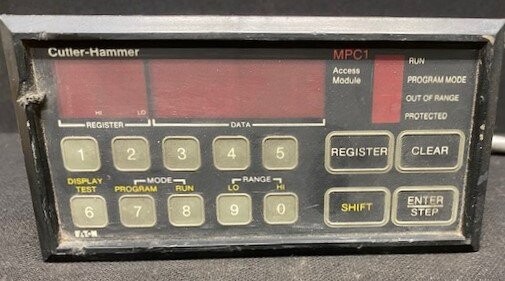 Cutler-Hammer
MPC1
Access
Module
RUN
PROGRAM MODE
OUT OF RANGE
PROTECTED
HI LO
REGISTER DATA
1 2 3 4 5
REGISTER CLEAR
DISPLAY
TEST
MODE
PROGRAM RUN
RANGE
LO HI
6 7 8 9 0
SHIFT
ENTER
STEP
EATON